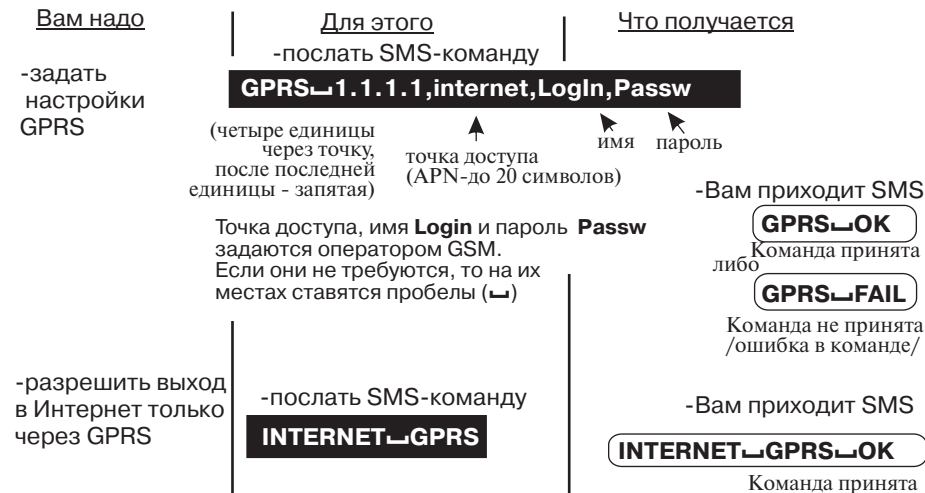 Вам надо
Для этого
Что получается
-послать SMS-команду
-задать
настройки
GPRS
GPRS⎵1.1.1.1,internet,LogIn,Passw
(четыре единицы
через точку,
после последней
единицы - запятая)
точка доступа
(APN-до 20 символов)
имя
пароль
-Вам приходит SMS
GPRS⎵OK
Команда принята
либо
GPRS⎵FAIL
Команда не принята
/ошибка в команде/
Точка доступа, имя Login и пароль Passw
задаются оператором GSM.
Если они не требуются, то на их
местах ставятся пробелы (⎵)
-разрешить выход
в Интернет только
через GPRS
-послать SMS-команду
INTERNET⎵GPRS
-Вам приходит SMS
INTERNET⎵GPRS⎵OK
Команда принята